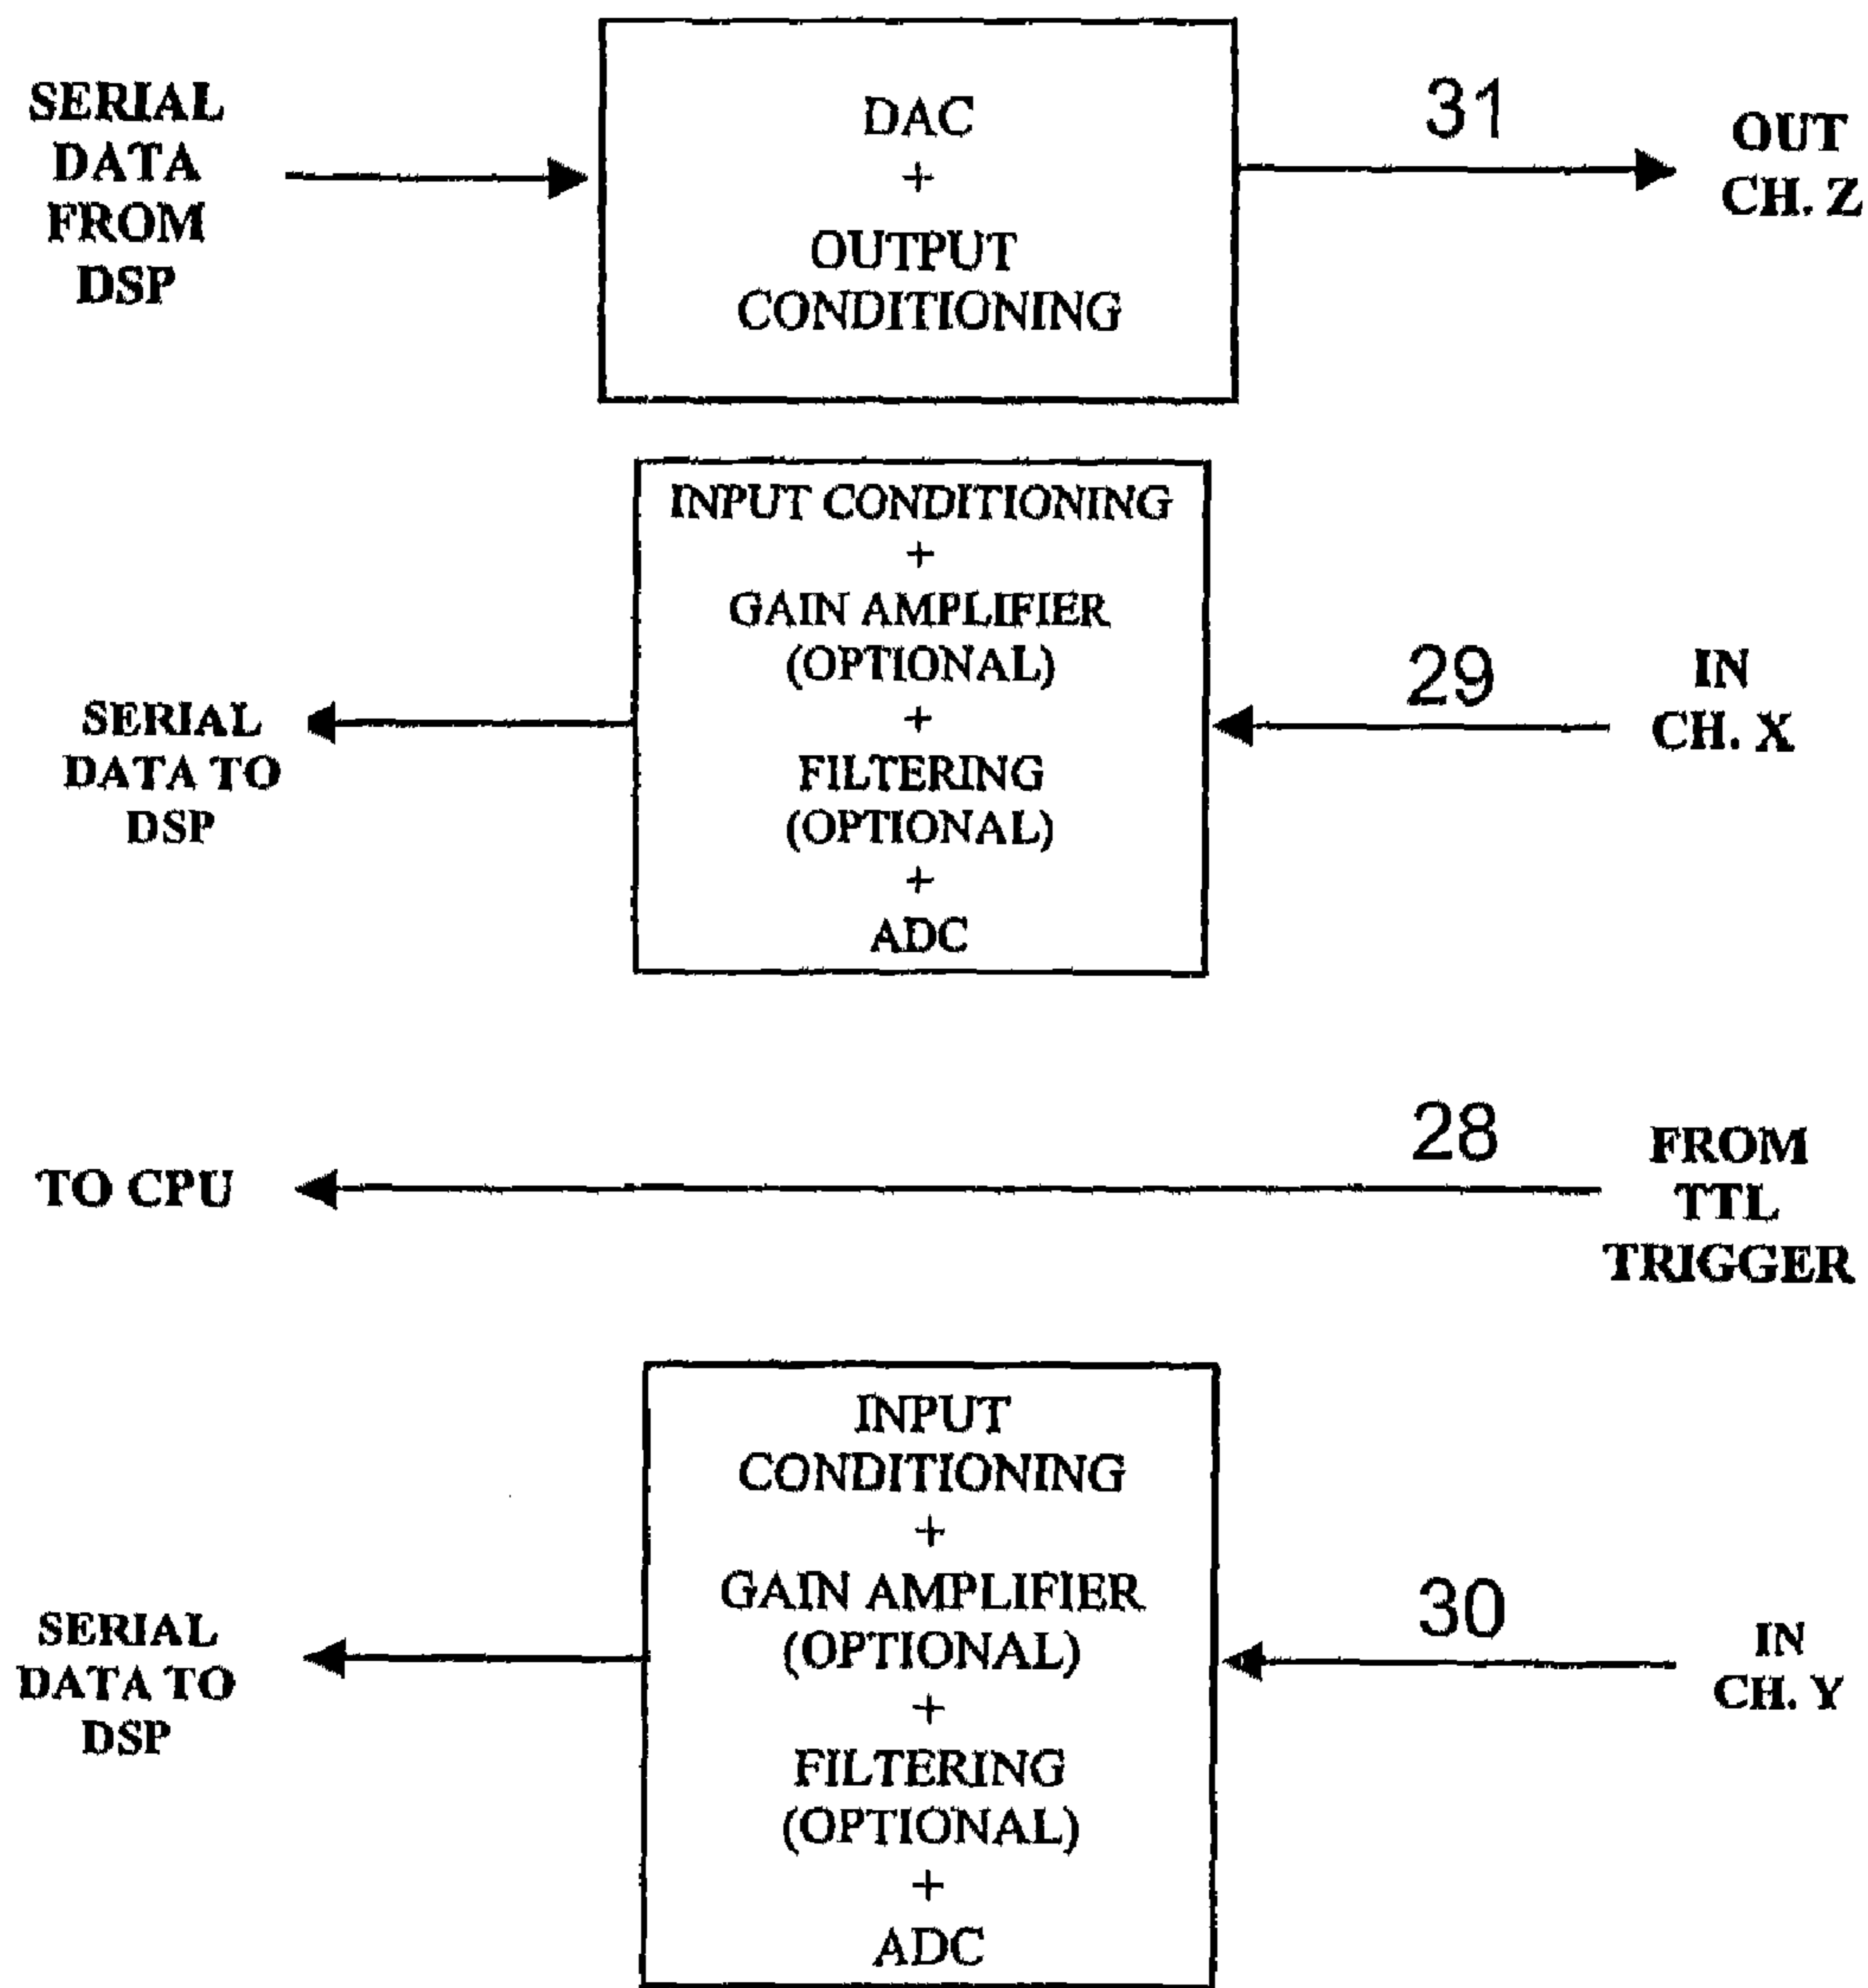 SERIAL
DATA
FROM
DSP
DAC
+
OUTPUT
CONDITIONING
31
OUT
CH. Z
SERIAL
DATA TO
DSP
INPUT CONDITIONING
+
GAIN AMPLIFIER
(OPTIONAL)
+
FILTERING
(OPTIONAL)
+
ADC
29
IN
CH. X
TO CPU
28
FROM
TTL
TRIGGER
SERIAL
DATA TO
DSP
INPUT
CONDITIONING
+
GAIN AMPLIFIER
(OPTIONAL)
+
FILTERING
(OPTIONAL)
+
ADC
30
IN
CH. Y